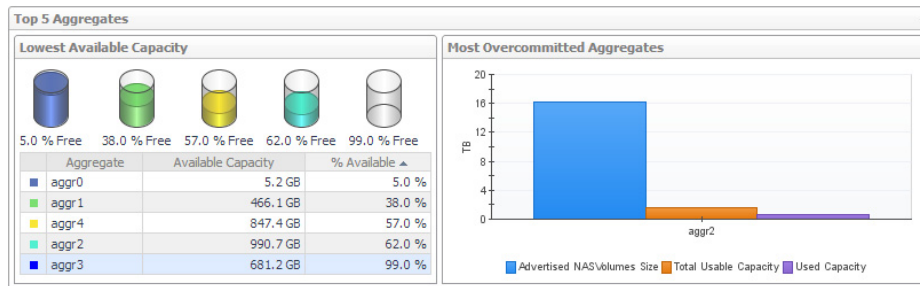 Top 5 Aggregates
Lowest Available Capacity
5.0 % Free 38.0 % Free 57.0 % Free 62.0 % Free 99.0 % Free
Aggregate Available Capacity % Available
aggr0 5.2 GB 5.0 %
aggr1 466.1 GB 38.0 %
aggr4 847.4 GB 57.0 %
aggr2 990.7 GB 62.0 %
aggr3 681.2 GB 99.0 %
Most Overcommitted Aggregates
20
16
12
8
4
0
TB
aggr2
Advertised NASVolumes Size Total Usable Capacity Used Capacity